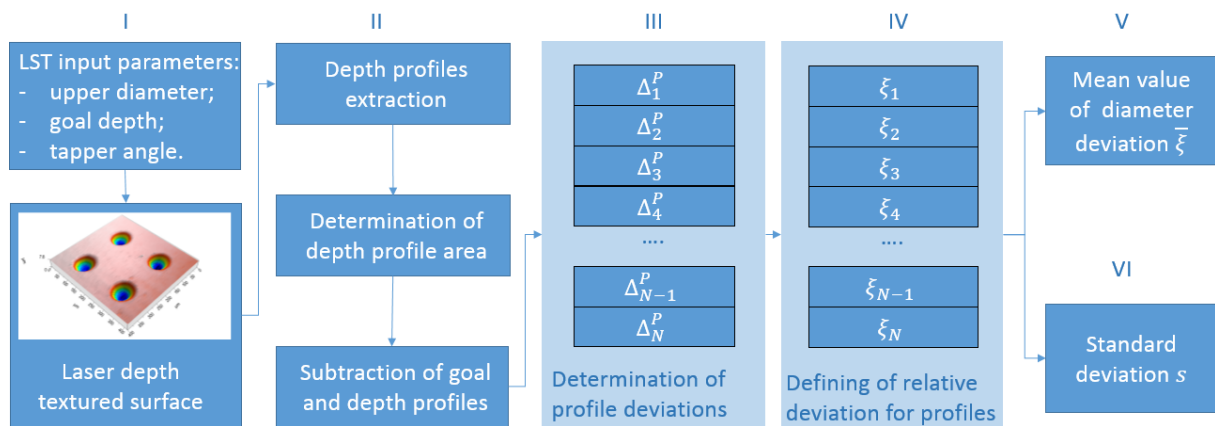 I
LST input parameters:
- upper diameter;
- goal depth;
- tapper angle.
Laser depth
textured surface
II
Depth profiles
extraction
Determination of
depth profile area
Subtraction of goal
and depth profiles
III
Δ₁ᴾ
Δ₂ᴾ
Δ₃ᴾ
Δ₄ᴾ
....
Δᴾ_{N−1}
Δᴾ_N
Determination of
profile deviations
IV
ξ₁
ξ₂
ξ₃
ξ₄
....
ξ_{N−1}
ξ_N
Defining of relative
deviation for profiles
V
Mean value
of diameter
deviation ξ̅
VI
Standard
deviation s